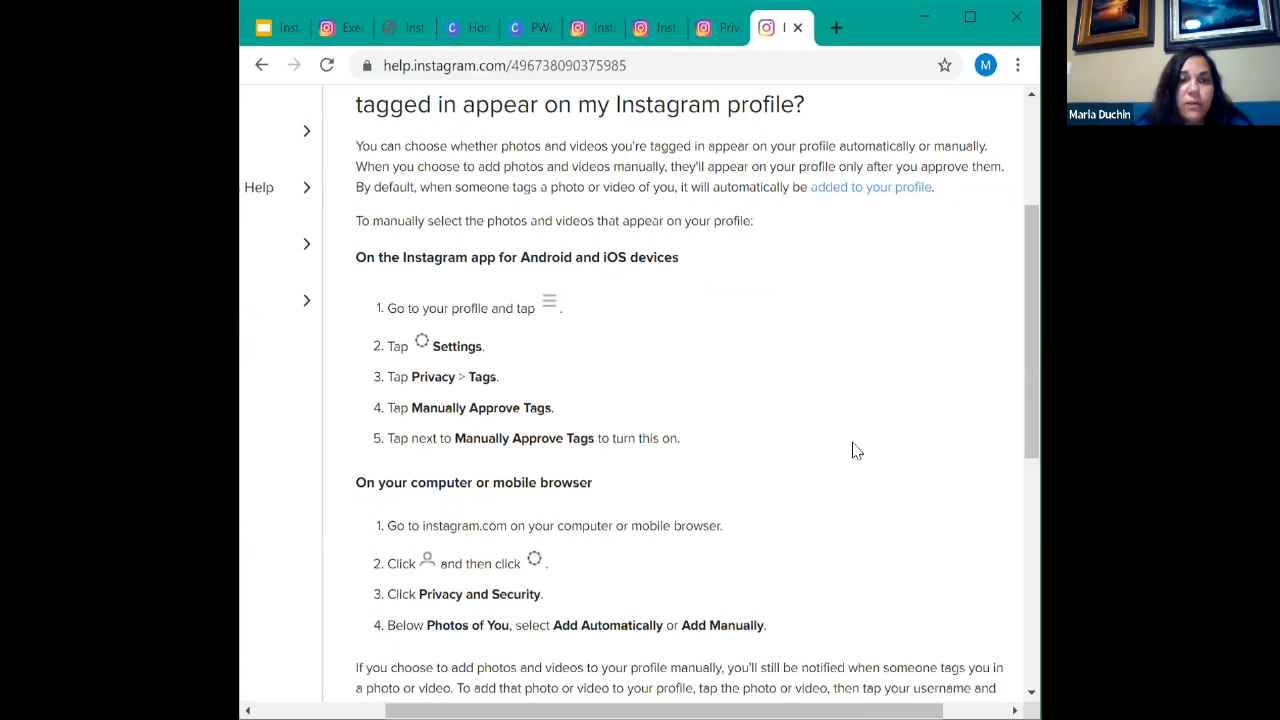 Inst
Exe
Inst
Hon
PWa
Inst
Inst
Priv
I
help.instagram.com/496738090375985
M
Marla Duchin
tagged in appear on my Instagram profile?
You can choose whether photos and videos you're tagged in appear on your profile automatically or manually.
When you choose to add photos and videos manually, they'll appear on your profile only after you approve them.
By default, when someone tags a photo or video of you, it will automatically be added to your profile.
Help
To manually select the photos and videos that appear on your profile:
On the Instagram app for Android and iOS devices
1. Go to your profile and tap .
2. Tap Settings.
3. Tap Privacy > Tags.
4. Tap Manually Approve Tags.
5. Tap next to Manually Approve Tags to turn this on.
On your computer or mobile browser
1. Go to instagram.com on your computer or mobile browser.
2. Click and then click .
3. Click Privacy and Security.
4. Below Photos of You, select Add Automatically or Add Manually.
If you choose to add photos and videos to your profile manually, you'll still be notified when someone tags you in
a photo or video. To add that photo or video to your profile, tap the photo or video, then tap your username and